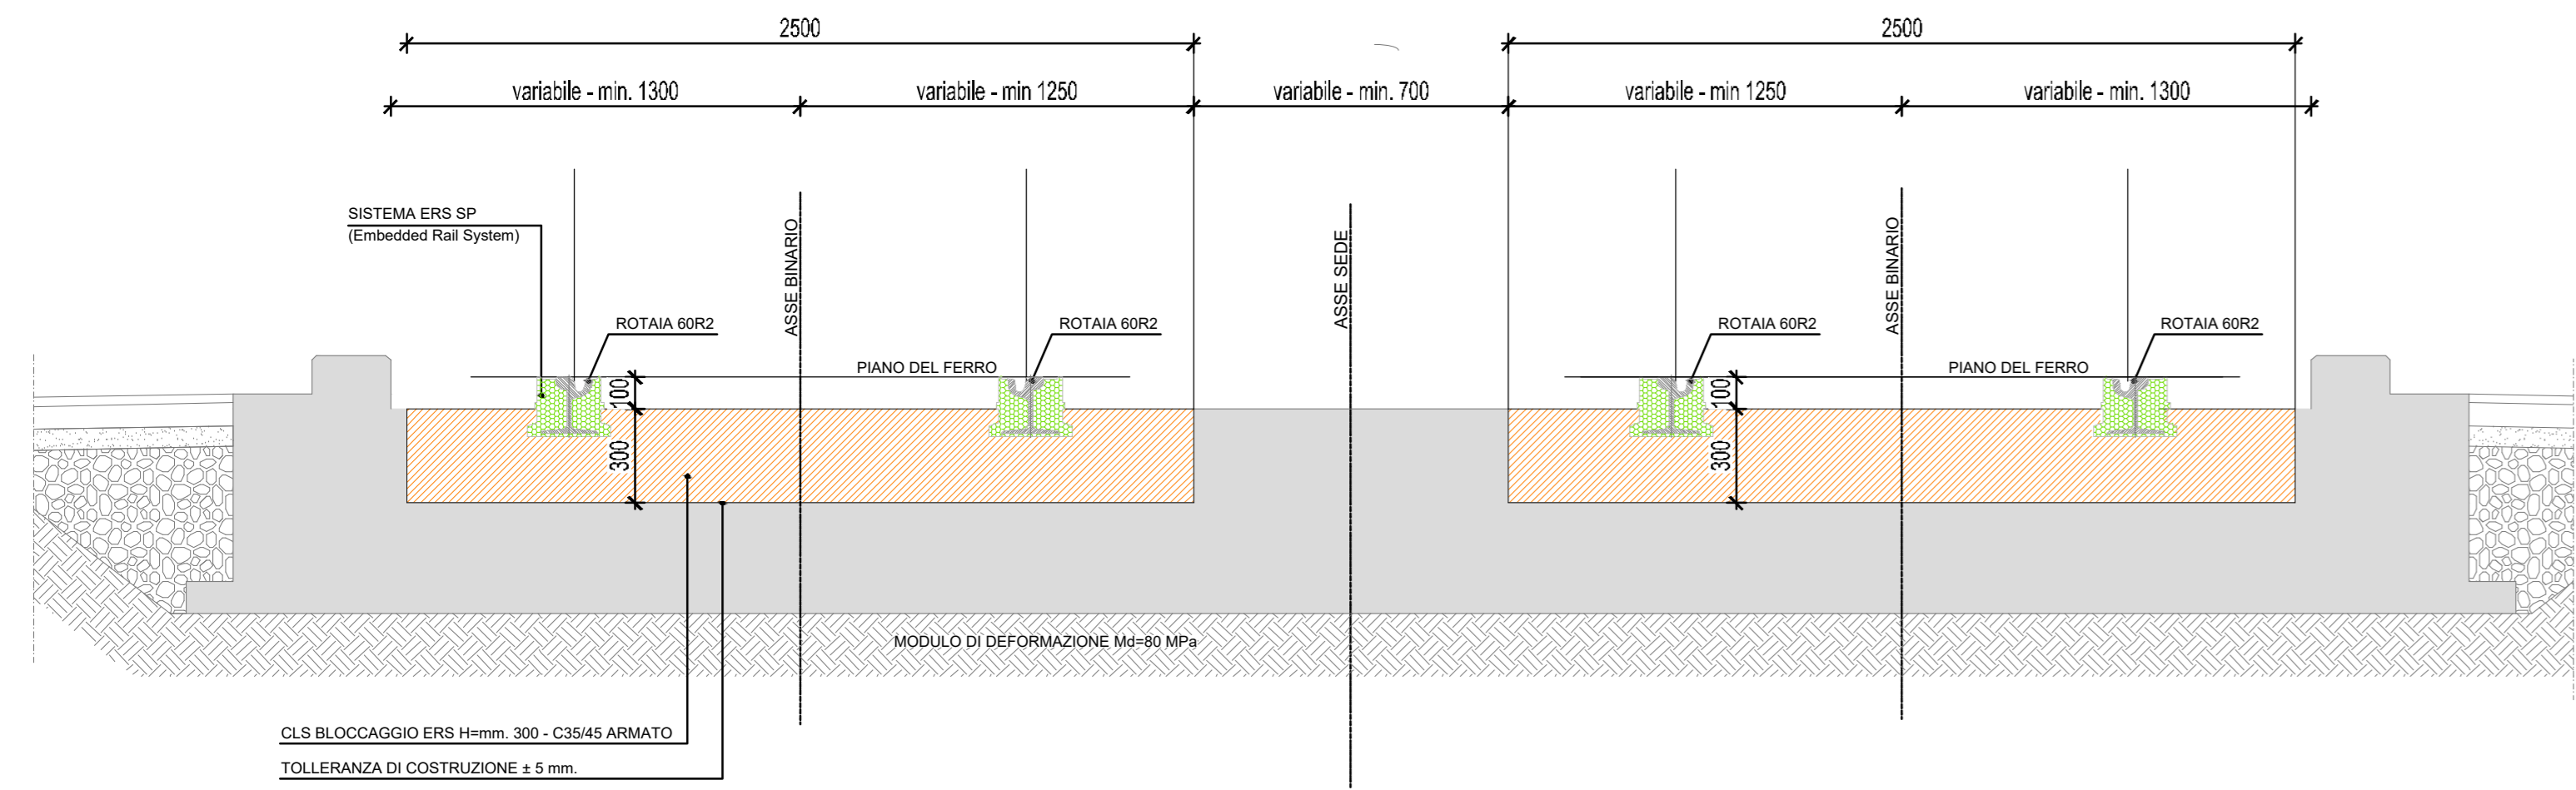 2500
2500
variabile - min. 1300
variabile - min 1250
variabile - min. 700
variabile - min 1250
variabile - min. 1300
SISTEMA ERS SP
(Embedded Rail System)
ASSE BINARIO
ASSE SEDE
ASSE BINARIO
ROTAIA 60R2
ROTAIA 60R2
ROTAIA 60R2
ROTAIA 60R2
PIANO DEL FERRO
PIANO DEL FERRO
100
100
300
300
MODULO DI DEFORMAZIONE Md=80 MPa
CLS BLOCCAGGIO ERS H=mm. 300 - C35/45 ARMATO
TOLLERANZA DI COSTRUZIONE ± 5 mm.